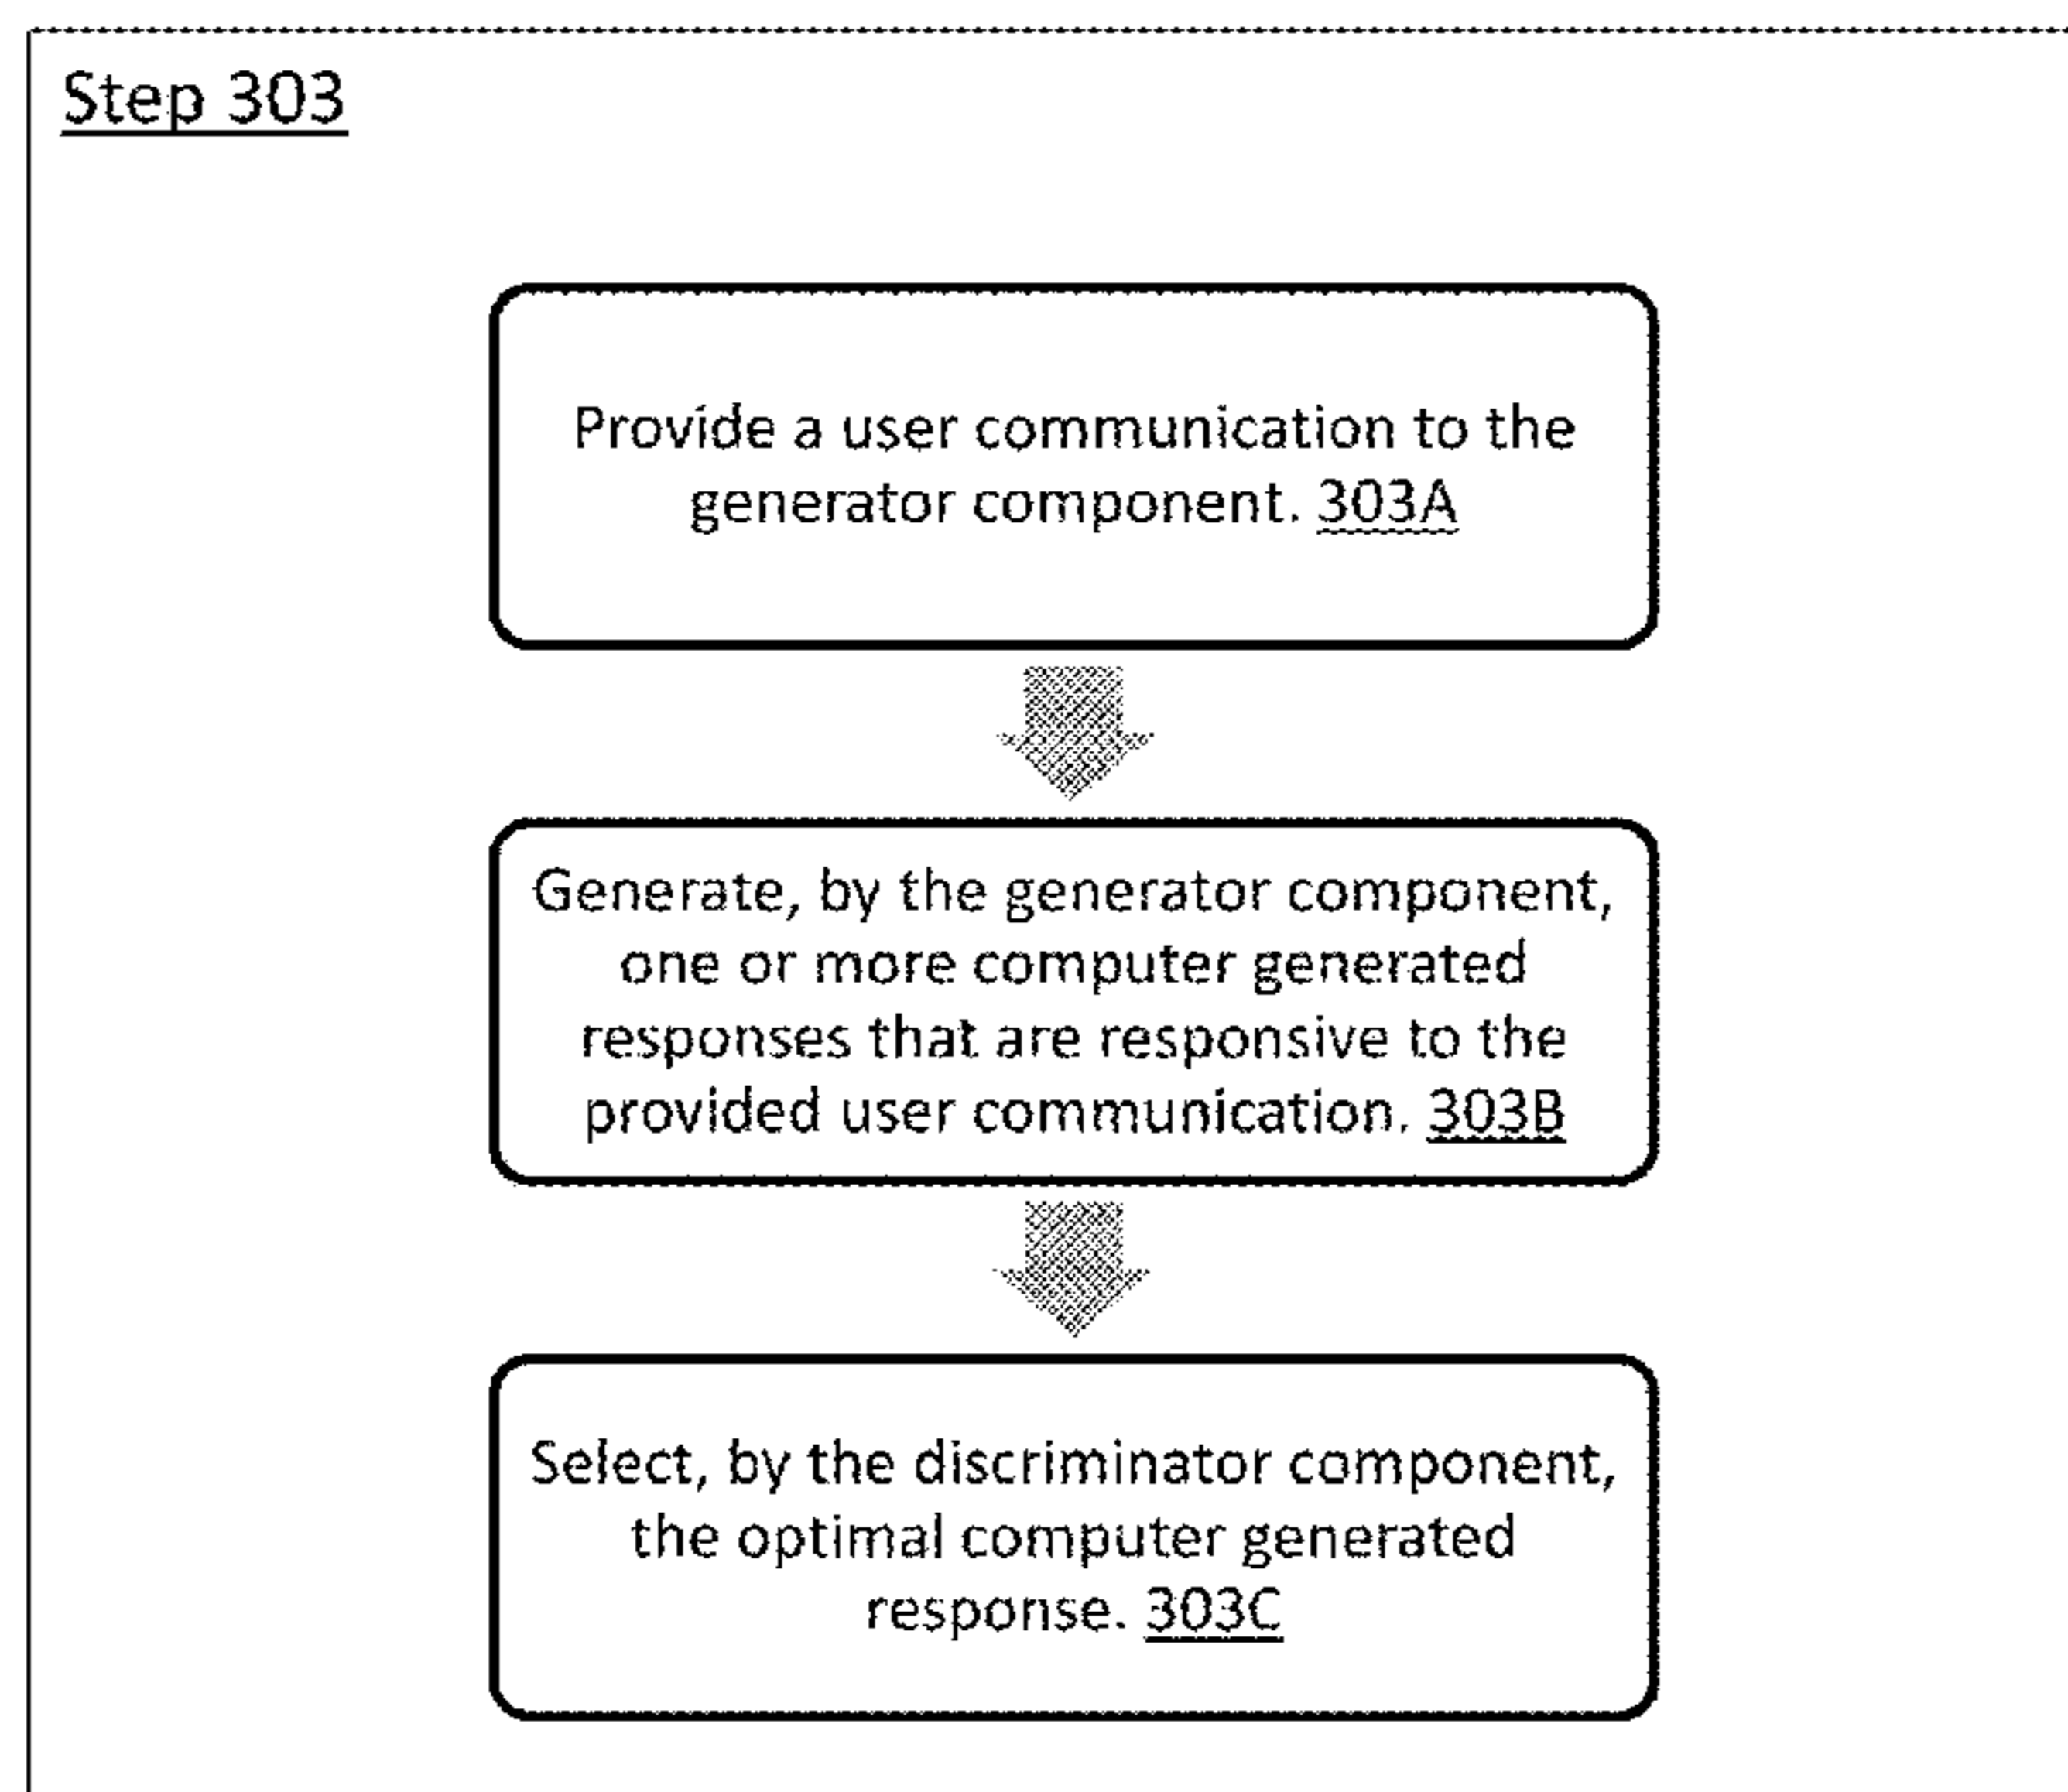 Step 303
Provide a user communication to the
generator component. 303A
Generate, by the generator component,
one or more computer generated
responses that are responsive to the
provided user communication. 303B
Select, by the discriminator component,
the optimal computer generated
response. 303C